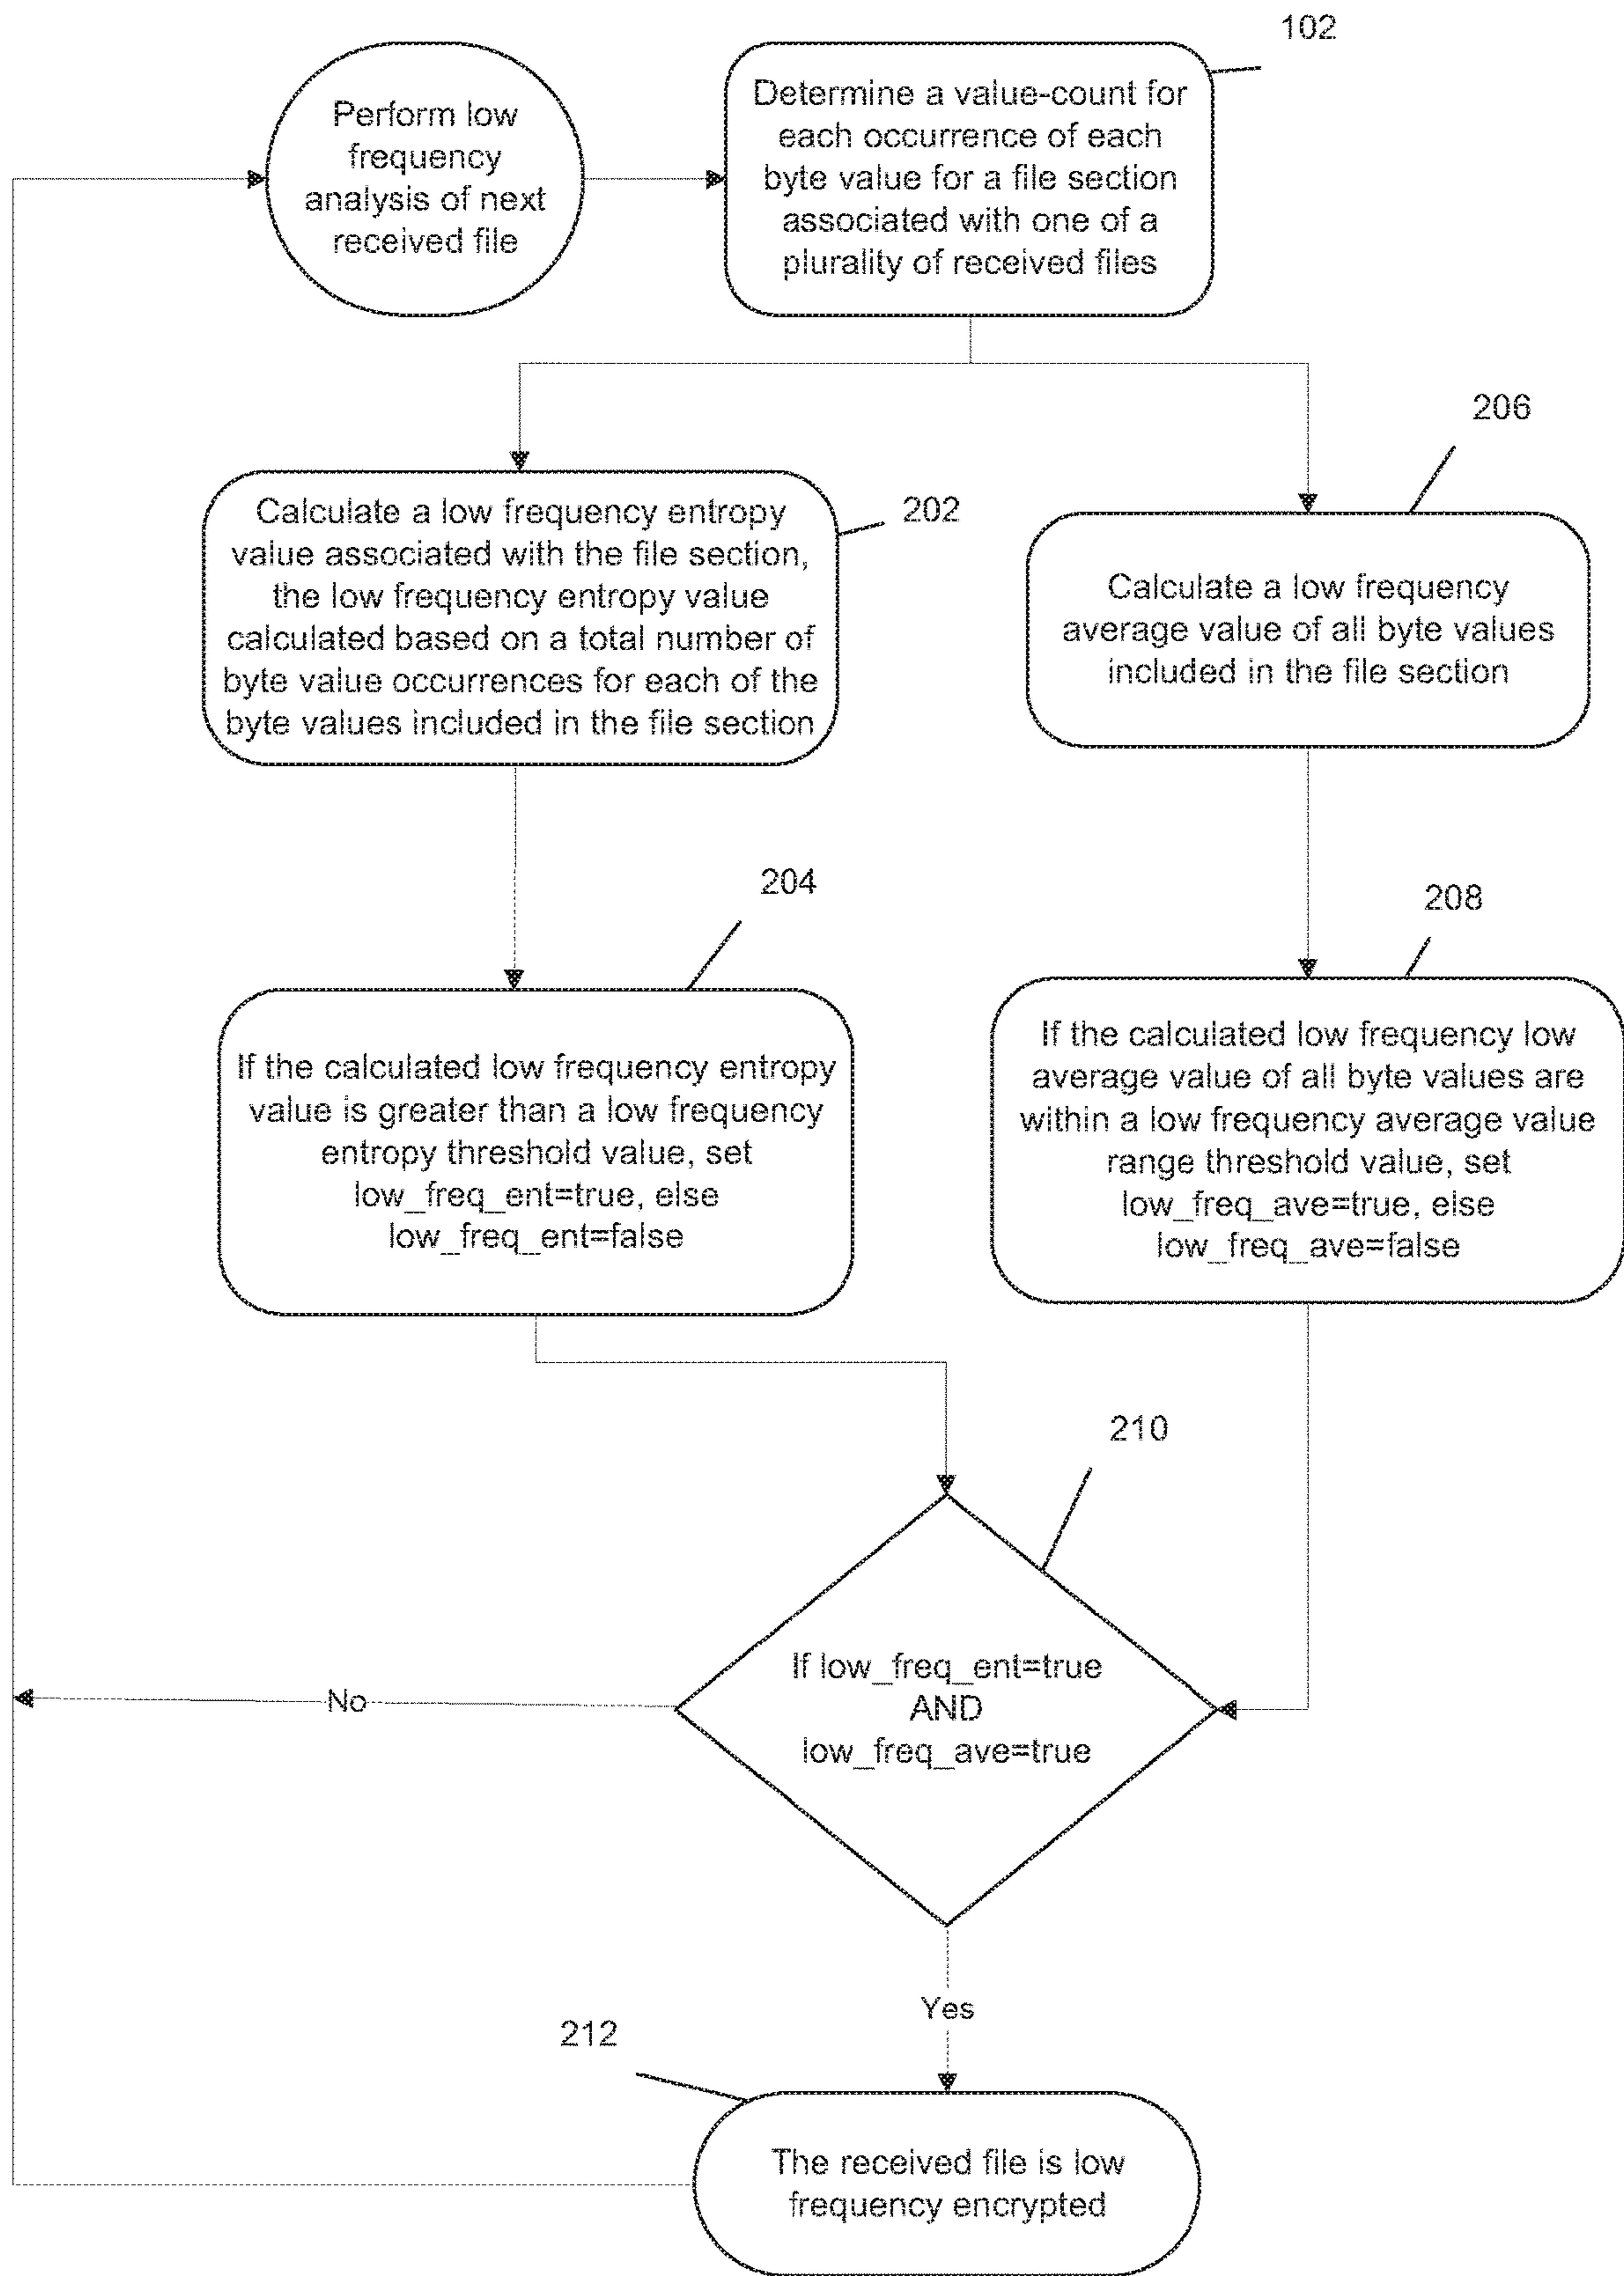 102
Perform low
frequency
analysis of next
received file
Determine a value-count for
each occurrence of each
byte value for a file section
associated with one of a
plurality of received files
206
202
Calculate a low frequency entropy
value associated with the file section,
the low frequency entropy value
calculated based on a total number of
byte value occurrences for each of the
byte values included in the file section
Calculate a low frequency
average value of all byte values
included in the file section
204
208
If the calculated low frequency entropy
value is greater than a low frequency
entropy threshold value, set
low_freq_ent=true, else
low_freq_ent=false
If the calculated low frequency low
average value of all byte values are
within a low frequency average value
range threshold value, set
low_freq_ave=true, else
low_freq_ave=false
210
If low_freq_ent=true
AND
low_freq_ave=true
No
Yes
212
The received file is low
frequency encrypted